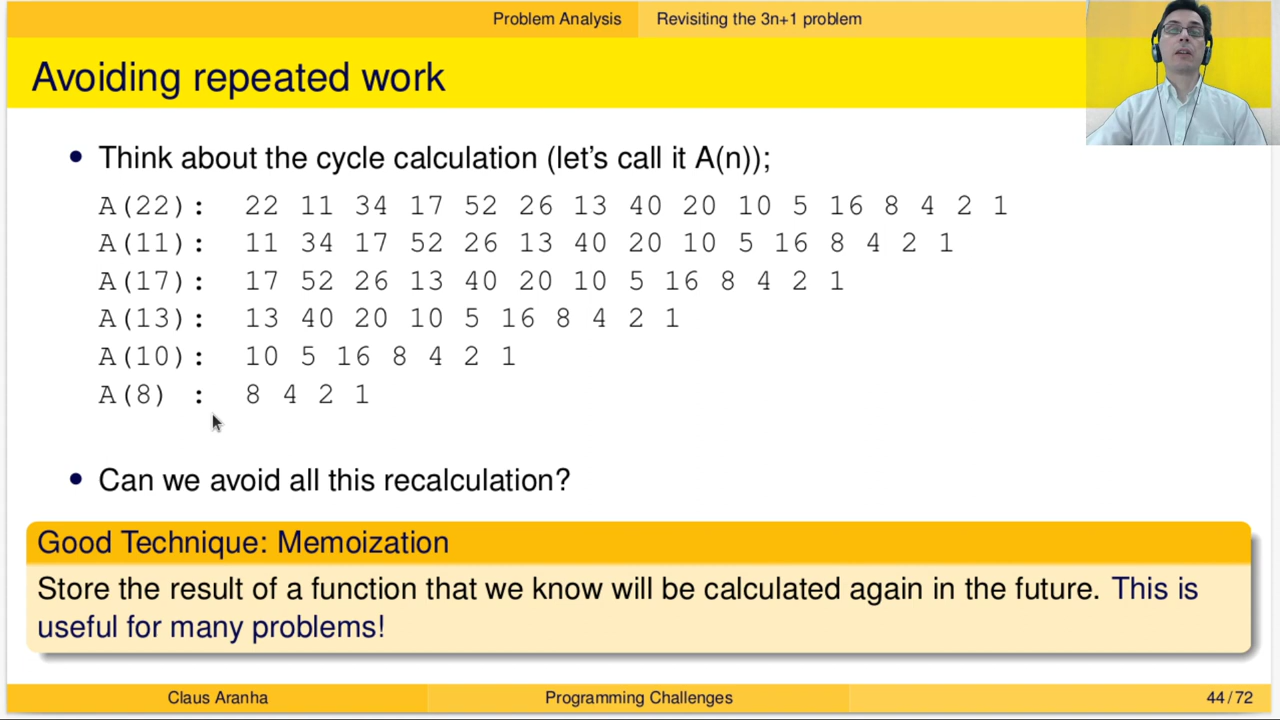 Problem Analysis Revisiting the 3n+1 problem
Avoiding repeated work
• Think about the cycle calculation (let's call it A(n));
A(22): 22 11 34 17 52 26 13 40 20 10 5 16 8 4 2 1
A(11): 11 34 17 52 26 13 40 20 10 5 16 8 4 2 1
A(17): 17 52 26 13 40 20 10 5 16 8 4 2 1
A(13): 13 40 20 10 5 16 8 4 2 1
A(10): 10 5 16 8 4 2 1
A(8) : 8 4 2 1
• Can we avoid all this recalculation?
Good Technique: Memoization
Store the result of a function that we know will be calculated again in the future. This is
useful for many problems!
Claus Aranha Programming Challenges 44/72